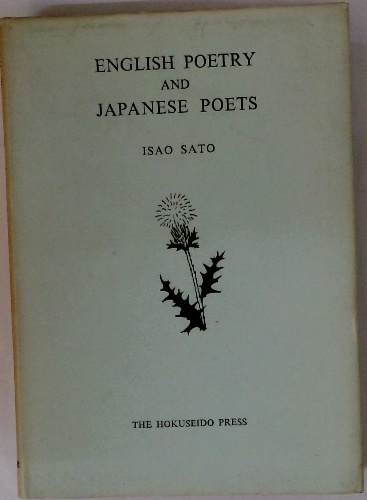 ENGLISH POETRY
AND
JAPANESE POETS
ISAO SATO
THE HOKUSEIDO PRESS